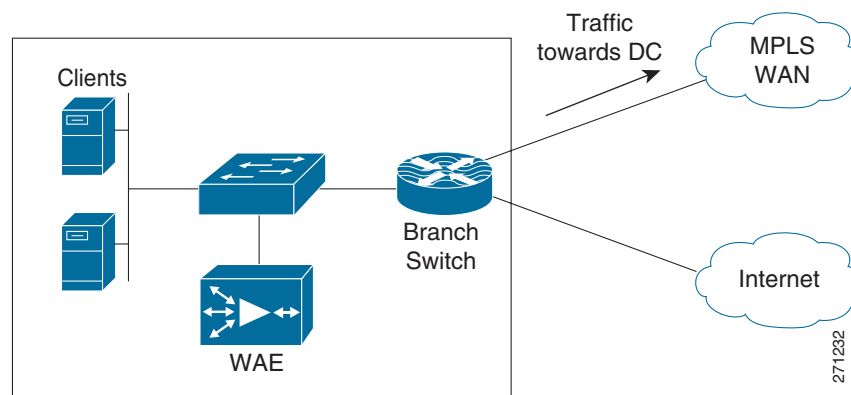 Traffic
towards DC
MPLS
WAN
Clients
Branch
Switch
WAE
Internet
271232